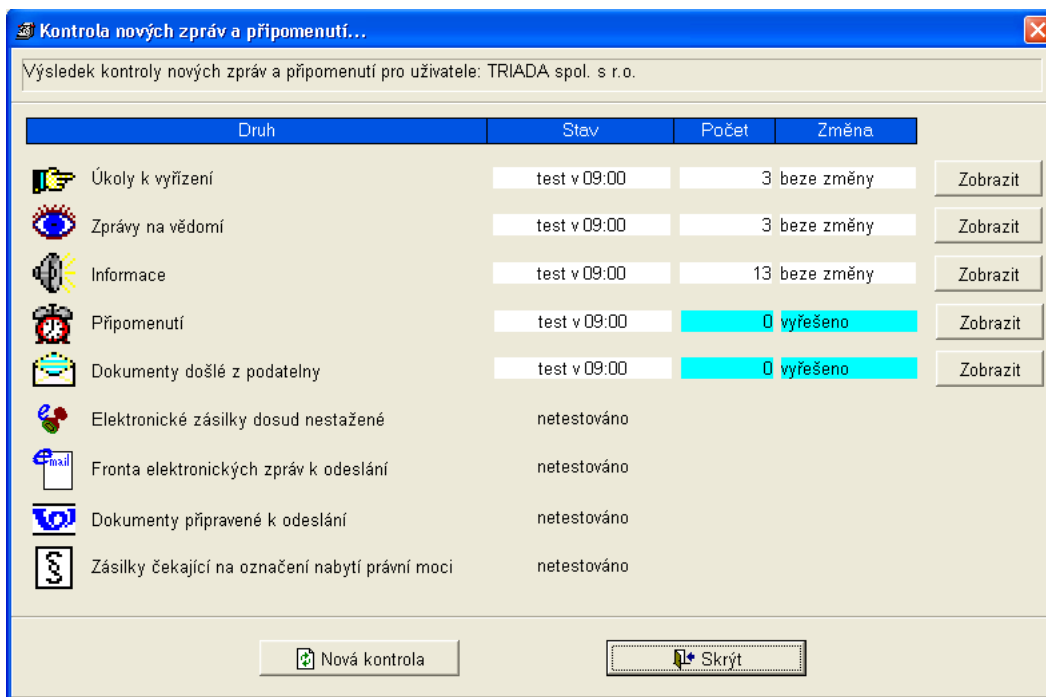 Kontrola nových zpráv a připomenutí...
Výsledek kontroly nových zpráv a připomenutí pro uživatele: TRIADA spol. s r.o.
Druh Stav Počet Změna
Úkoly k vyřízení test v 09:00 3 beze změny Zobrazit
Zprávy na vědomí test v 09:00 3 beze změny Zobrazit
Informace test v 09:00 13 beze změny Zobrazit
Připomenutí test v 09:00 0 vyřešeno Zobrazit
Dokumenty došlé z podatelny test v 09:00 0 vyřešeno Zobrazit
e Elektronické zásilky dosud nestažené netestováno
email Fronta elektronických zpráv k odeslání netestováno
Dokumenty připravené k odeslání netestováno
§ Zásilky čekající na označení nabytí právní moci netestováno
Nová kontrola Skrýt